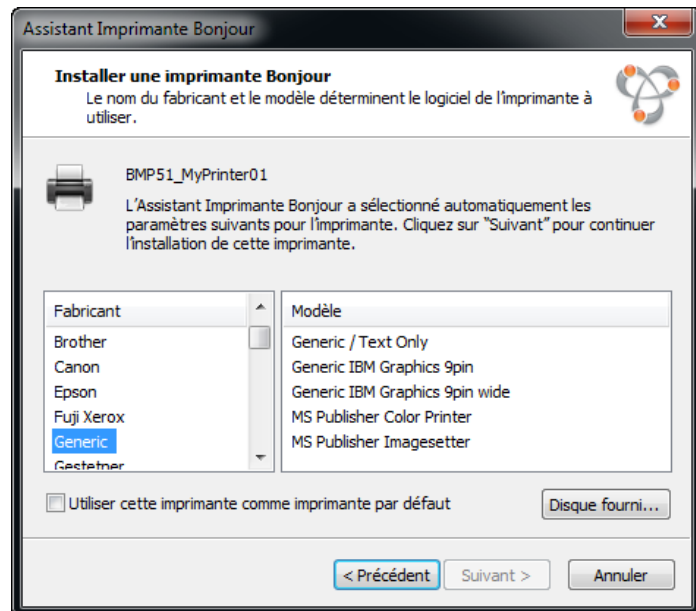 Assistant Imprimante Bonjour
Installer une imprimante Bonjour
Le nom du fabricant et le modèle déterminent le logiciel de l’imprimante à
utiliser.
BMP51_MyPrinter01
L’Assistant Imprimante Bonjour a sélectionné automatiquement les
paramètres suivants pour l’imprimante. Cliquez sur “Suivant” pour continuer
l’installation de cette imprimante.
Fabricant
Brother
Canon
Epson
Fuji Xerox
Generic
Gestetner
Modèle
Generic / Text Only
Generic IBM Graphics 9pin
Generic IBM Graphics 9pin wide
MS Publisher Color Printer
MS Publisher Imagesetter
Utiliser cette imprimante comme imprimante par défaut
Disque fourni...
< Précédent
Suivant >
Annuler